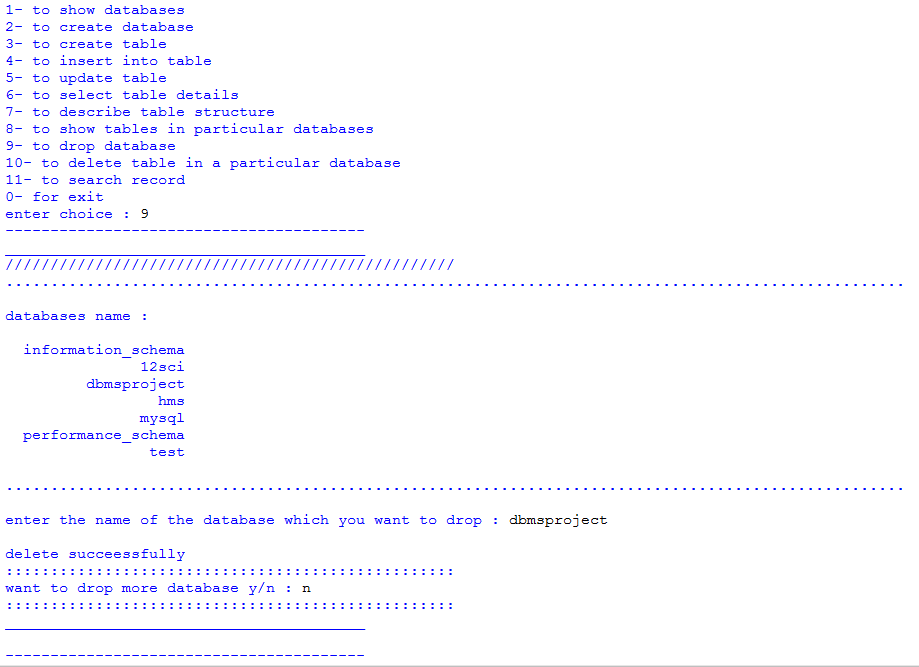 1- to show databases
2- to create database
3- to create table
4- to insert into table
5- to update table
6- to select table details
7- to describe table structure
8- to show tables in particular databases
9- to drop database
10- to delete table in a particular database
11- to search record
0- for exit
enter choice : 9
----------------------------------------
________________________________________
//////////////////////////////////////////////////
....................................................................................................
databases name :
information_schema
12sci
dbmsproject
hms
mysql
performance_schema
test
....................................................................................................
enter the name of the database which you want to drop : dbmsproject
delete succeessfully
::::::::::::::::::::::::::::::::::::::::::::::::::
want to drop more database y/n : n
::::::::::::::::::::::::::::::::::::::::::::::::::
________________________________________
----------------------------------------